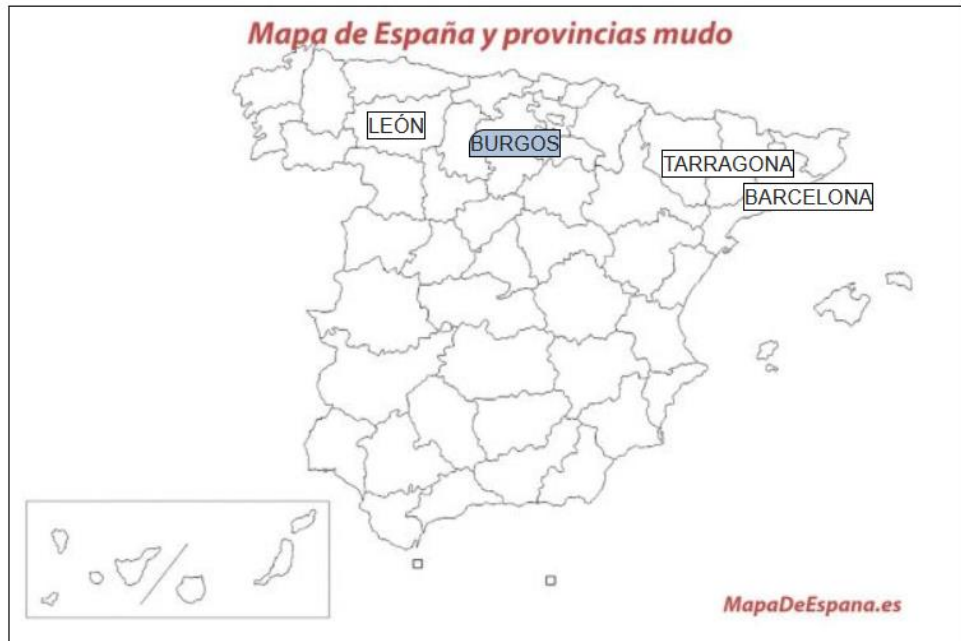 Mapa de España y provincias mudo
LEÓN
BURGOS
TARRAGONA
BARCELONA
MapaDeEspana.es